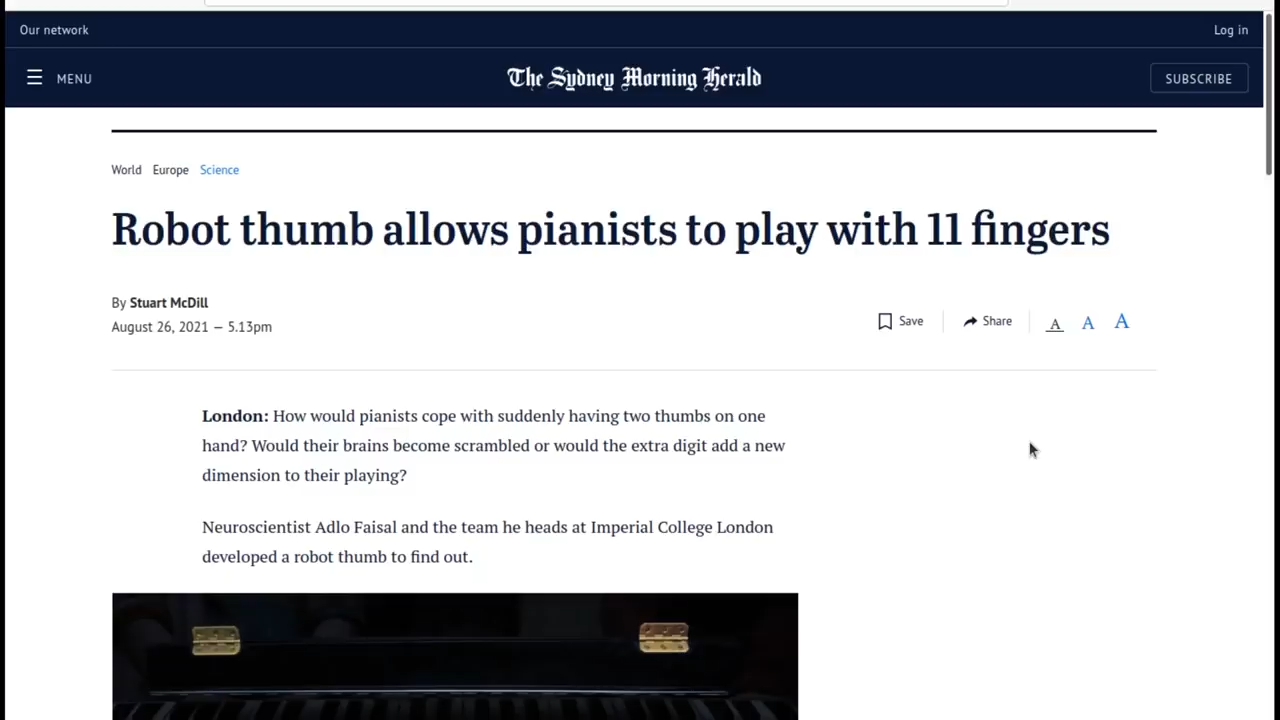 Our network
Log in
MENU
The Sydney Morning Herald
SUBSCRIBE
World Europe Science
Robot thumb allows pianists to play with 11 fingers
By Stuart McDill
August 26, 2021 — 5.13pm
Save
Share
A A A
London: How would pianists cope with suddenly having two thumbs on one
hand? Would their brains become scrambled or would the extra digit add a new
dimension to their playing?
Neuroscientist Adlo Faisal and the team he heads at Imperial College London
developed a robot thumb to find out.